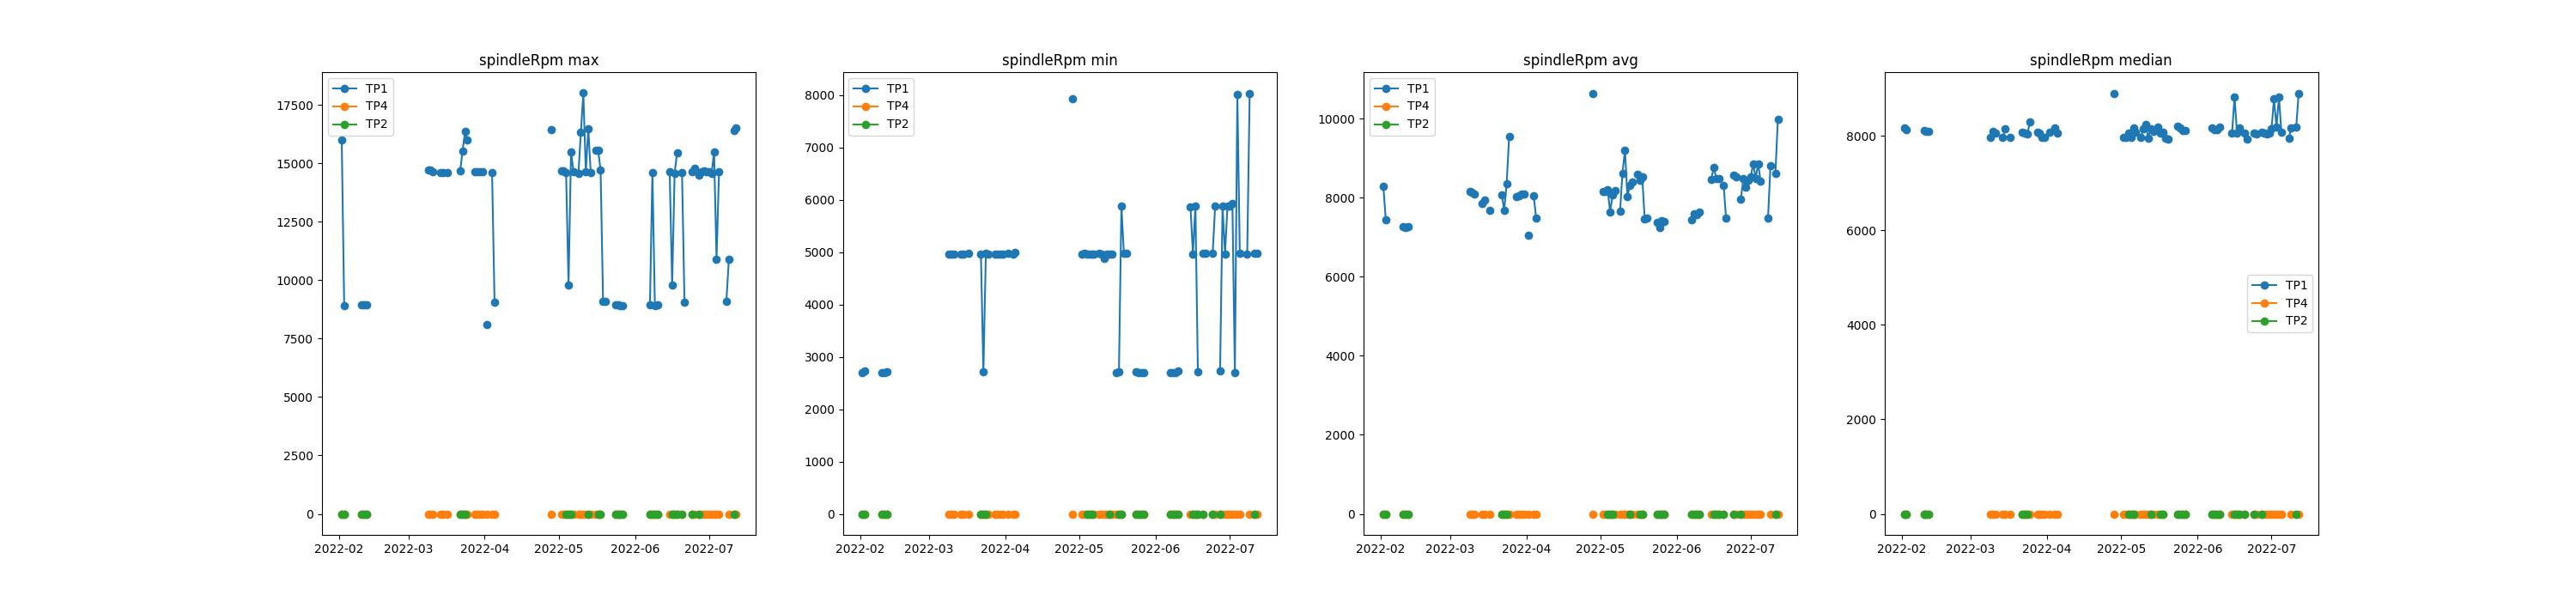 spindleRpm max
TP1
TP4
TP2
17500
15000
12500
10000
7500
5000
2500
0
2022-02 2022-03 2022-04 2022-05 2022-06 2022-07
spindleRpm min
TP1
TP4
TP2
8000
7000
6000
5000
4000
3000
2000
1000
0
2022-02 2022-03 2022-04 2022-05 2022-06 2022-07
spindleRpm avg
TP1
TP4
TP2
10000
8000
6000
4000
2000
0
2022-02 2022-03 2022-04 2022-05 2022-06 2022-07
spindleRpm median
8000
6000
TP1
TP4
TP2
4000
2000
0
2022-02 2022-03 2022-04 2022-05 2022-06 2022-07